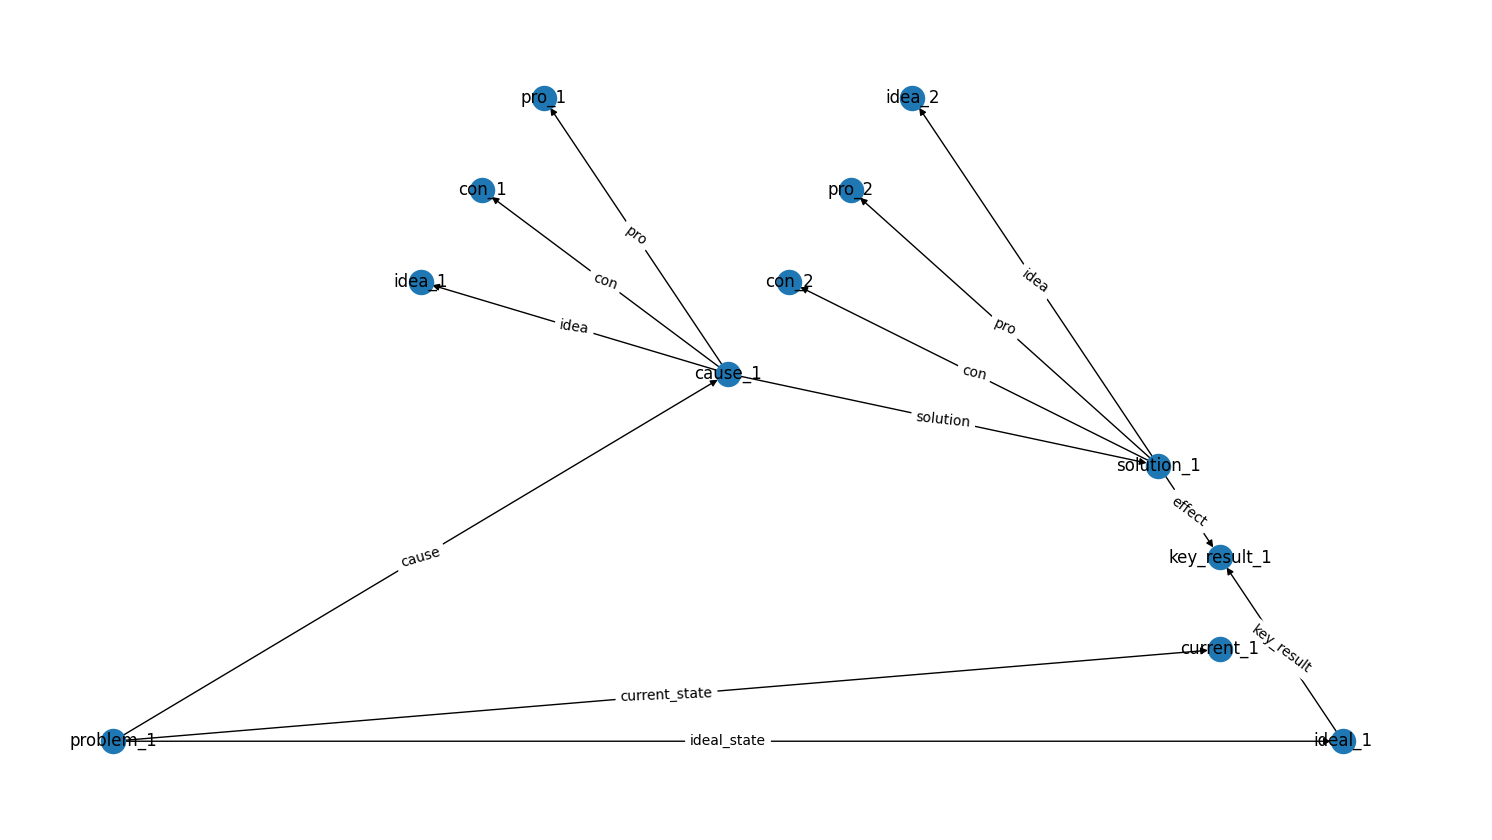 pro_1
idea_2
con_1
pro_2
pro
idea_1
con
con_2
idea
idea
pro
cause_1
con
solution
solution_1
effect
cause
key_result_1
current_1
key_result
current_state
problem_1
ideal_state
ideal_1